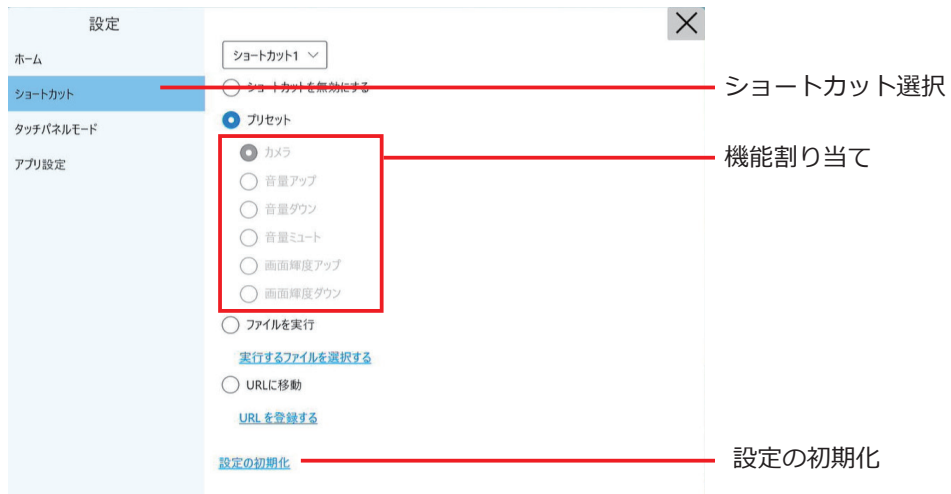 設定
ホーム
ショートカット
タッチパネルモード
アプリ設定
ショートカット1
ショートカットを無効にする
プリセット
カメラ
音量アップ
音量ダウン
音量ミュート
画面輝度アップ
画面輝度ダウン
ファイルを実行
実行するファイルを選択する
URLに移動
URL を登録する
設定の初期化
ショートカット選択
機能割り当て
設定の初期化